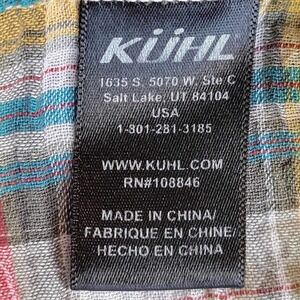 KÜHL
1635 S. 5070 W. Ste C
Salt Lake, UT 84104
USA
1-801-281-3185
WWW.KUHL.COM
RN#108846
MADE IN CHINA/
FABRIQUE EN CHINE/
HECHO EN CHINA